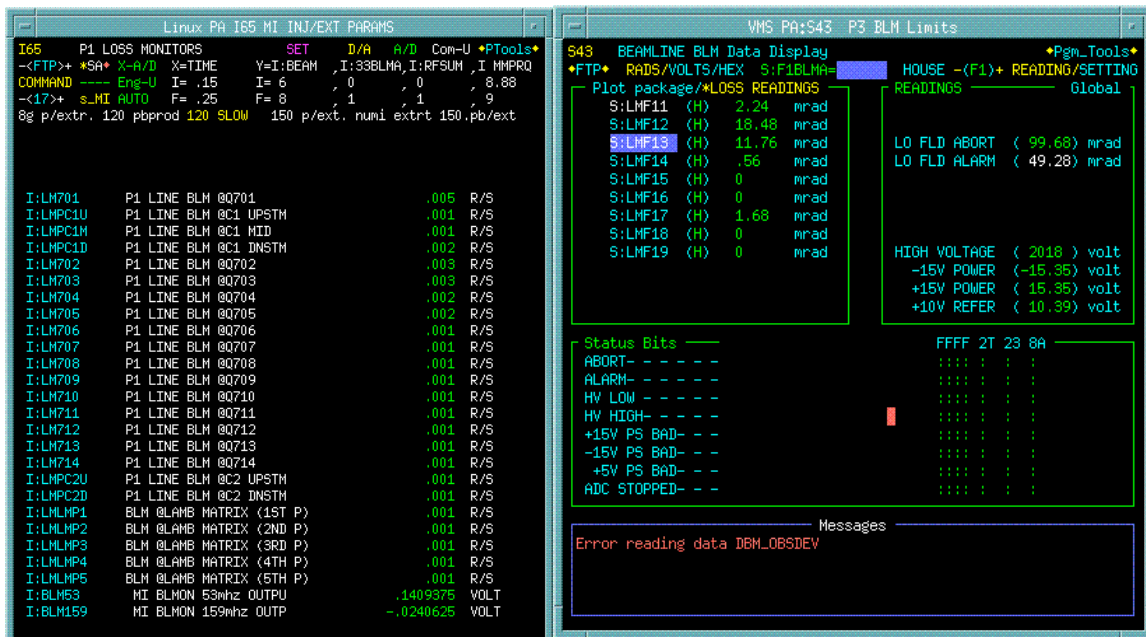 Linux PA I65 MI INJ/EXT PARAMS
I65 P1 LOSS MONITORS SET D/A A/D Com-U ◆PTools◆
-<FTP>+ *SA◆ X-A/D X=TIME Y=I:BEAM ,I:33BLMA,I:RFSUM ,I MMPRQ
COMMAND ---- Eng-U I= .15 I= 6 , 0 , 0 , 8.88
-<17>+ s_MI AUTO F= .25 F= 8 , 1 , 1 , 9
8g p/extr. 120 pbprod 120 SLOW 150 p/ext. numi extrt 150.pb/ext
I:LM701 P1 LINE BLM @Q701 .005 R/S
I:LMPC1U P1 LINE BLM @C1 UPSTM .001 R/S
I:LMPC1M P1 LINE BLM @C1 MID .001 R/S
I:LMPC1D P1 LINE BLM @C1 DNSTM .002 R/S
I:LM702 P1 LINE BLM @Q702 .003 R/S
I:LM703 P1 LINE BLM @Q703 .003 R/S
I:LM704 P1 LINE BLM @Q704 .002 R/S
I:LM705 P1 LINE BLM @Q705 .002 R/S
I:LM706 P1 LINE BLM @Q706 .001 R/S
I:LM707 P1 LINE BLM @Q707 .001 R/S
I:LM708 P1 LINE BLM @Q708 .001 R/S
I:LM709 P1 LINE BLM @Q709 .001 R/S
I:LM710 P1 LINE BLM @Q710 .001 R/S
I:LM711 P1 LINE BLM @Q711 .001 R/S
I:LM712 P1 LINE BLM @Q712 .001 R/S
I:LM713 P1 LINE BLM @Q713 .001 R/S
I:LM714 P1 LINE BLM @Q714 .001 R/S
I:LMPC2U P1 LINE BLM @C2 UPSTM .001 R/S
I:LMPC2D P1 LINE BLM @C2 DNSTM .001 R/S
I:LMLMP1 BLM @LAMB MATRIX (1ST P) .001 R/S
I:LMLMP2 BLM @LAMB MATRIX (2ND P) .001 R/S
I:LMLMP3 BLM @LAMB MATRIX (3RD P) .001 R/S
I:LMLMP4 BLM @LAMB MATRIX (4TH P) .001 R/S
I:LMLMP5 BLM @LAMB MATRIX (5TH P) .001 R/S
I:BLM53 MI BLMON 53mhz OUTPU .1409375 VOLT
I:BLM159 MI BLMON 159mhz OUTP -.0240625 VOLT
VMS PA:S43 P3 BLM Limits
S43 BEAMLINE BLM Data Display ◆Pgm_Tools◆
◆FTP◆ RADS/VOLTS/HEX S:F1BLMA= HOUSE -(F1)+ READING/SETTING
Plot package/*LOSS READINGS
S:LMF11 (H) 2.24 mrad
S:LMF12 (H) 18.48 mrad
S:LMF13 (H) 11.76 mrad
S:LMF14 (H) .56 mrad
S:LMF15 (H) 0 mrad
S:LMF16 (H) 0 mrad
S:LMF17 (H) 1.68 mrad
S:LMF18 (H) 0 mrad
S:LMF19 (H) 0 mrad
READINGS Global
LO FLD ABORT ( 99.68) mrad
LO FLD ALARM ( 49.28) mrad
HIGH VOLTAGE ( 2018 ) volt
-15V POWER (-15.35) volt
+15V POWER ( 15.35) volt
+10V REFER ( 10.39) volt
Status Bits FFFF 2T 23 8A
ABORT- - - - - -
ALARM- - - - - -
HV LOW - - - - -
HV HIGH- - - - -
+15V PS BAD- - -
-15V PS BAD- - -
+5V PS BAD- - -
ADC STOPPED- - -
Messages
Error reading data DBM_OBSDEV